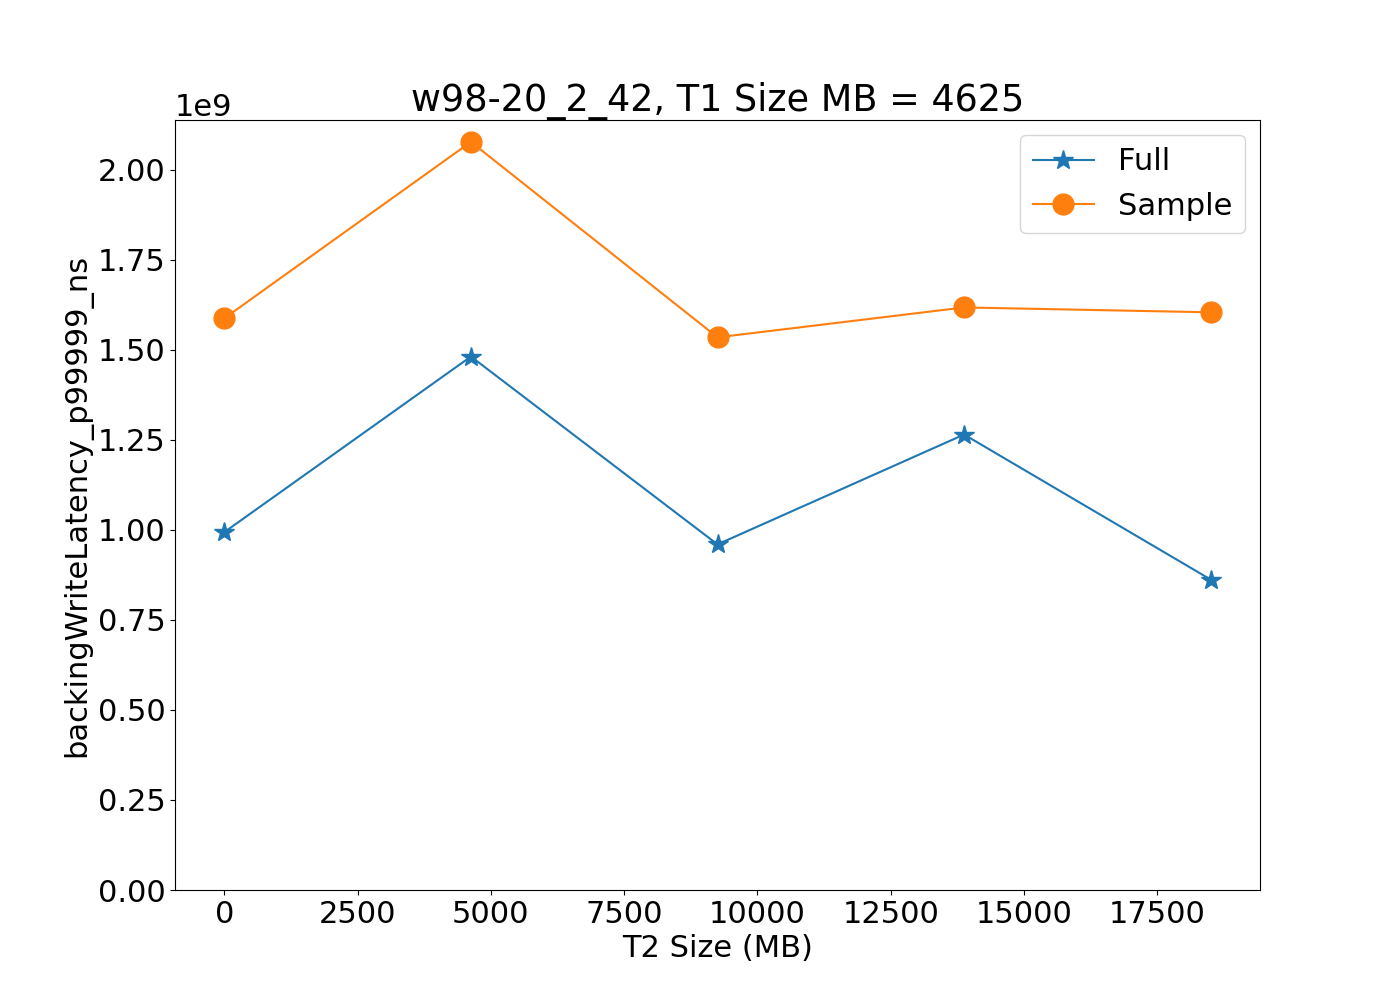 w98-20_2_42, T1 Size MB = 4625
1e9
Full
Sample
backingWriteLatency_p99999_ns
2.00
1.75
1.50
1.25
1.00
0.75
0.50
0.25
0.00
0 2500 5000 7500 10000 12500 15000 17500
T2 Size (MB)